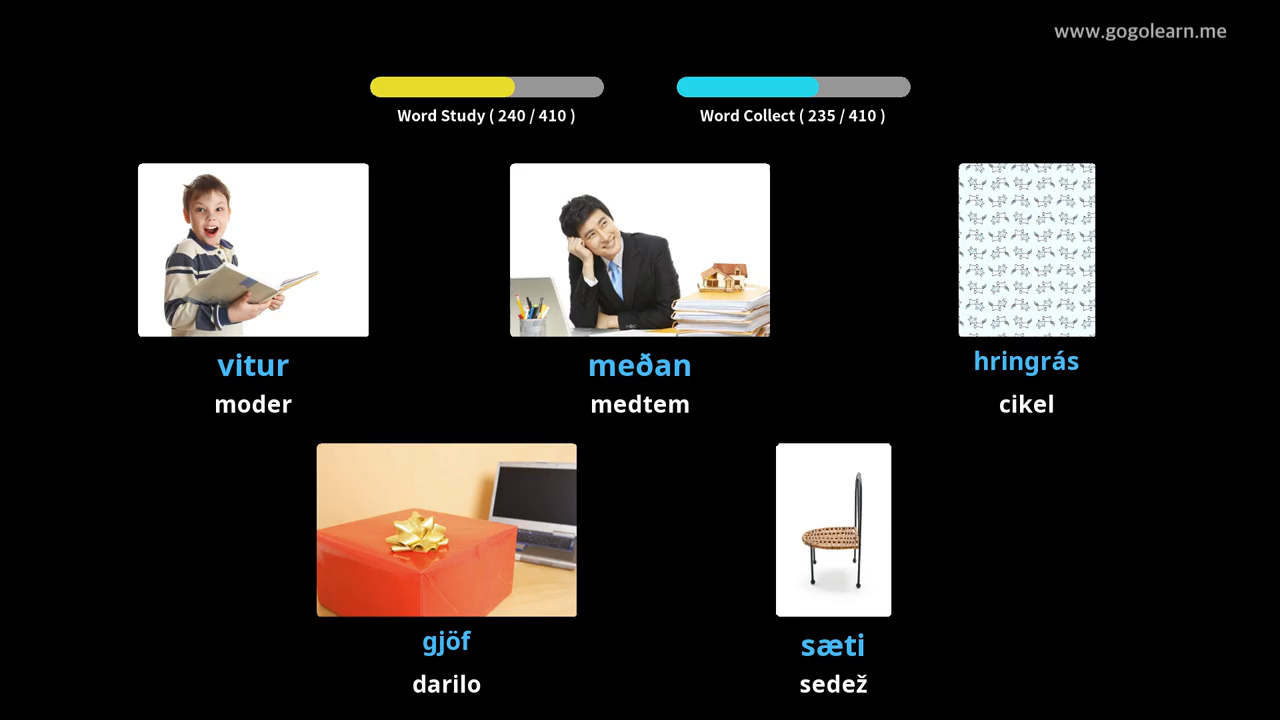 www.gogolearn.me
Word Study ( 240 / 410 )
Word Collect ( 235 / 410 )
vitur
moder
meðan
medtem
hringrás
cikel
gjöf
darilo
sæti
sedež